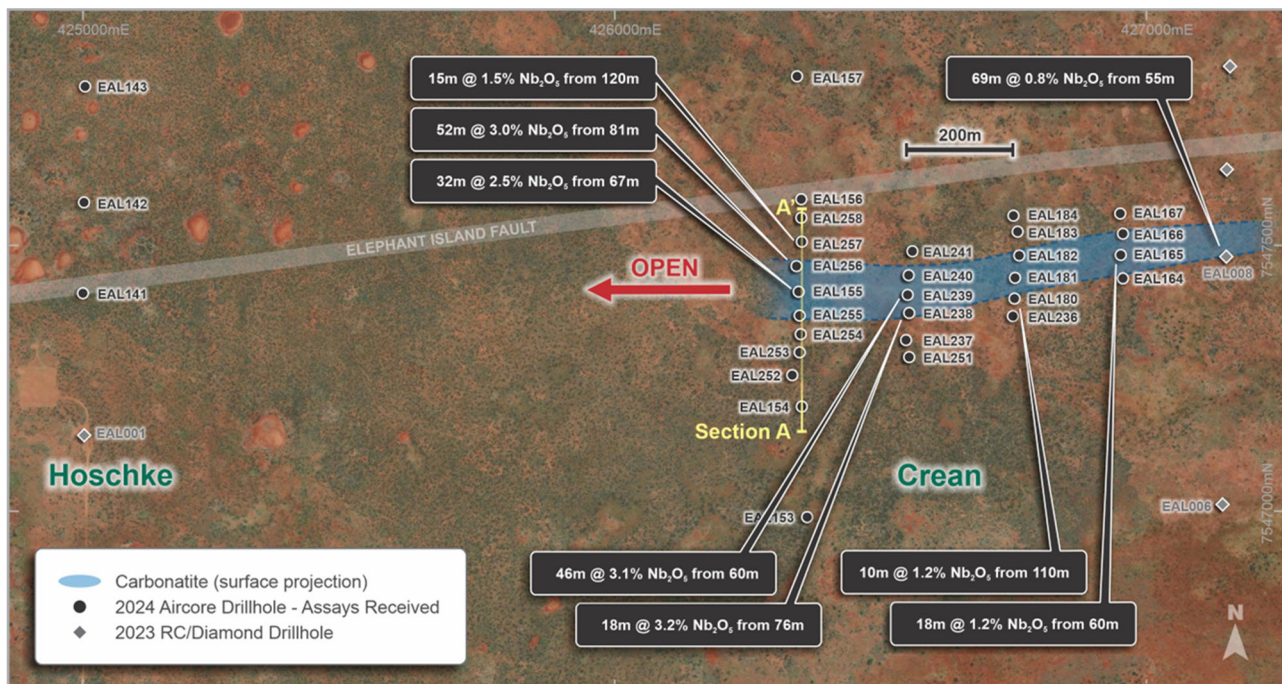 425000mE
426000mE
427000mE
EAL143
EAL157
15m @ 1.5% Nb₂O₅ from 120m
69m @ 0.8% Nb₂O₅ from 55m
52m @ 3.0% Nb₂O₅ from 81m
200m
32m @ 2.5% Nb₂O₅ from 67m
EAL142
EAL156
A'
EAL258
EAL184
EAL167
ELEPHANT ISLAND FAULT
EAL257
EAL183
EAL166
7547500mN
EAL241
EAL182
EAL165
EAL008
OPEN
EAL256
EAL240
EAL181
EAL164
EAL141
EAL155
EAL239
EAL180
EAL255
EAL238
EAL236
EAL254
EAL237
EAL253
EAL251
EAL252
EAL154
Section A
EAL001
Hoschke
Crean
EAL153
EAL006
7547000mN
46m @ 3.1% Nb₂O₅ from 60m
10m @ 1.2% Nb₂O₅ from 110m
18m @ 3.2% Nb₂O₅ from 76m
18m @ 1.2% Nb₂O₅ from 60m
Carbonatite (surface projection)
2024 Aircore Drillhole - Assays Received
2023 RC/Diamond Drillhole
N